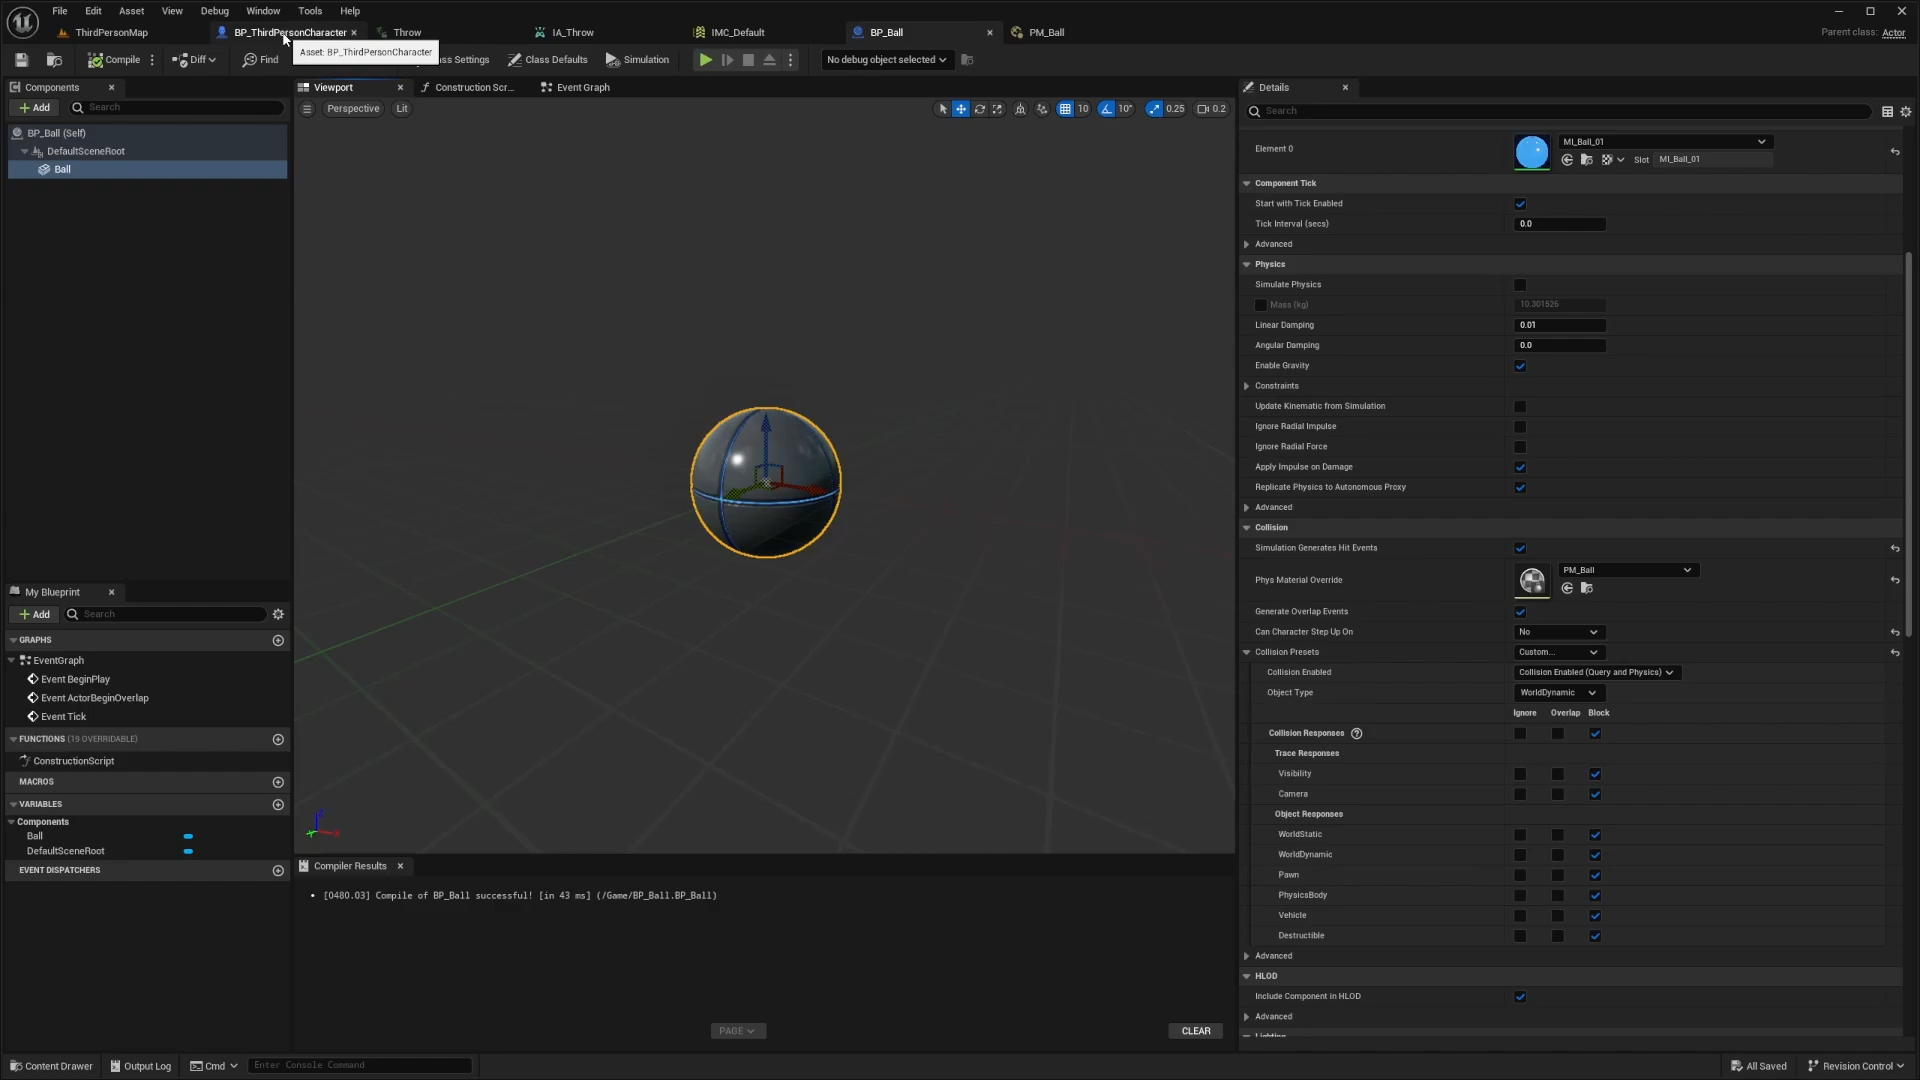 File Edit Asset View Debug Window Tools Help
ThirdPersonMap BP_ThirdPersonCharacter Throw IA_Throw IMC_Default BP_Ball PM_Ball Parent class: Actor
Asset: BP_ThirdPersonCharacter
Compile Diff Find Settings Class Defaults Simulation No debug object selected
Components Viewport Construction Scr... Event Graph Details
Add Search Perspective Lit 10 10° 0.25 0.2 Search
BP_Ball (Self)
DefaultSceneRoot
Ball
Element 0 MI_Ball_01
Slot MI_Ball_01
Component Tick
Start with Tick Enabled
Tick Interval (secs) 0.0
Advanced
Physics
Simulate Physics
Mass (kg) 10.301526
Linear Damping 0.01
Angular Damping 0.0
Enable Gravity
Constraints
Update Kinematic from Simulation
Ignore Radial Impulse
Ignore Radial Force
Apply Impulse on Damage
Replicate Physics to Autonomous Proxy
Advanced
Collision
Simulation Generates Hit Events
Phys Material Override PM_Ball
Generate Overlap Events
Can Character Step Up On No
Collision Presets Custom...
Collision Enabled Collision Enabled (Query and Physics)
Object Type WorldDynamic
Ignore Overlap Block
Collision Responses
Trace Responses
Visibility
Camera
Object Responses
WorldStatic
WorldDynamic
Pawn
PhysicsBody
Vehicle
Destructible
Advanced
HLOD
Include Component in HLOD
Advanced
Lighting
My Blueprint
Add Search
GRAPHS
EventGraph
Event BeginPlay
Event ActorBeginOverlap
Event Tick
FUNCTIONS (19 OVERRIDABLE)
ConstructionScript
MACROS
VARIABLES
Components
Ball
DefaultSceneRoot
EVENT DISPATCHERS
Compiler Results
[0480.03] Compile of BP_Ball successful! [in 43 ms] (/Game/BP_Ball.BP_Ball)
PAGE CLEAR
Content Drawer Output Log Cmd Enter Console Command All Saved Revision Control